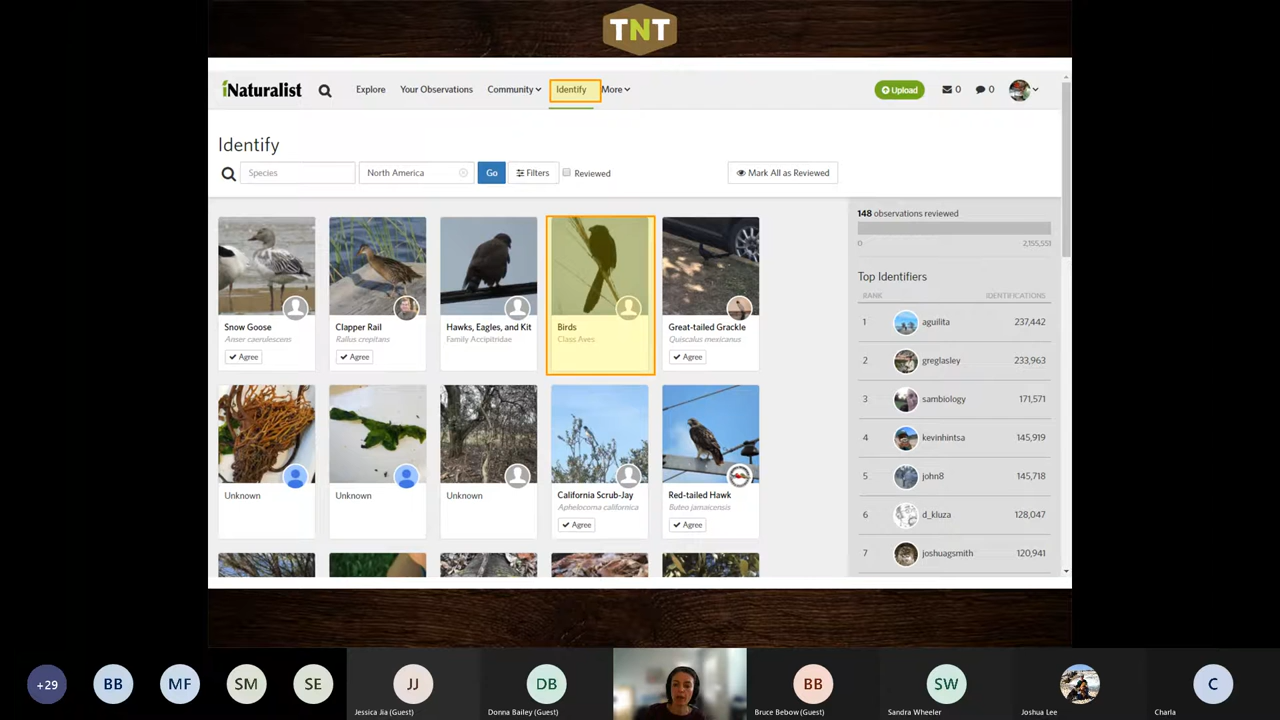 TNT
iNaturalist
Explore
Your Observations
Community
Identify
More
Upload
0
0
Identify
Species
North America
Go
Filters
Reviewed
Mark All as Reviewed
Snow Goose
Anser caerulescens
Agree
Clapper Rail
Rallus crepitans
Agree
Hawks, Eagles, and Kit
Family Accipitridae
Birds
Class Aves
Great-tailed Grackle
Quiscalus mexicanus
Agree
Unknown
Unknown
Unknown
California Scrub-Jay
Aphelocoma californica
Agree
Red-tailed Hawk
Buteo jamaicensis
Agree
148 observations reviewed
0 2,155,551
Top Identifiers
RANK IDENTIFICATIONS
1 aguilita 237,442
2 greglasley 233,963
3 sambiology 171,571
4 kevinhintsa 145,919
5 john8 145,718
6 d_kluza 128,047
7 joshuagsmith 120,941
+29
BB
MF
SM
SE
JJ
Jessica Jia (Guest)
DB
Donna Bailey (Guest)
BB
Bruce Bebow (Guest)
SW
Sandra Wheeler
Joshua Lee
C
Charla